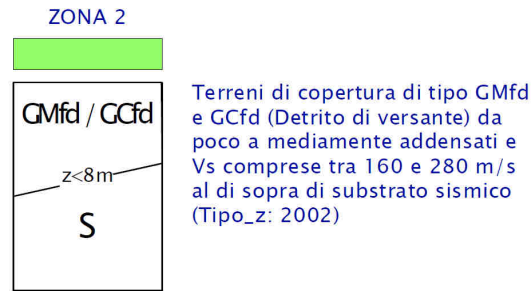 ZONA 2
GMfd / GCfd
z<8m
S
Terreni di copertura di tipo GMfd
e GCfd (Detrito di versante) da
poco a mediamente addensati e
Vs comprese tra 160 e 280 m/s
al di sopra di substrato sismico
(Tipo_z: 2002)